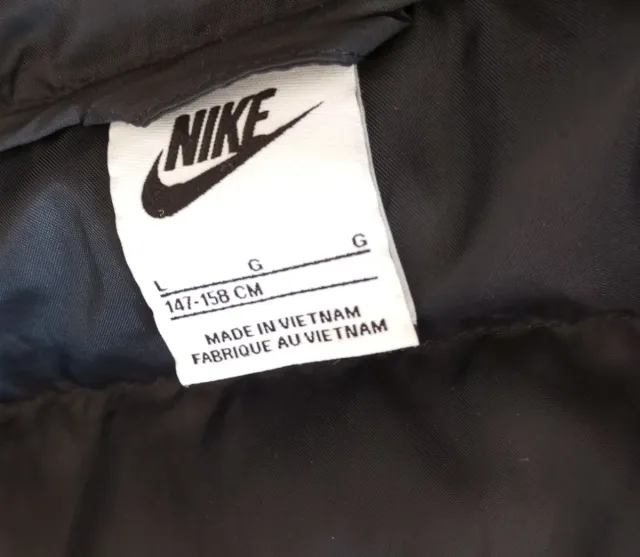 NIKE
L G G
147-158 CM
MADE IN VIETNAM
FABRIQUE AU VIETNAM